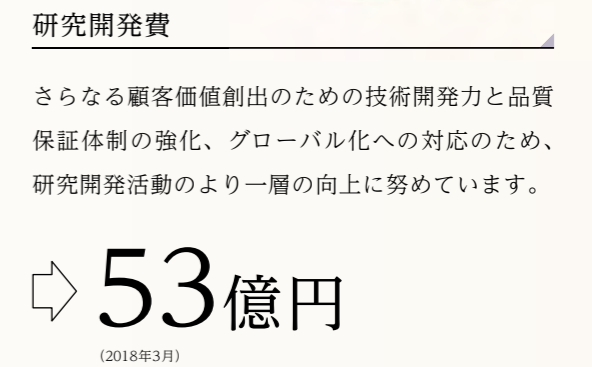 研究開発費
さらなる顧客価値創出のための技術開発力と品質
保証体制の強化、グローバル化への対応のため、
研究開発活動のより一層の向上に努めています。
53億円
（2018年3月）